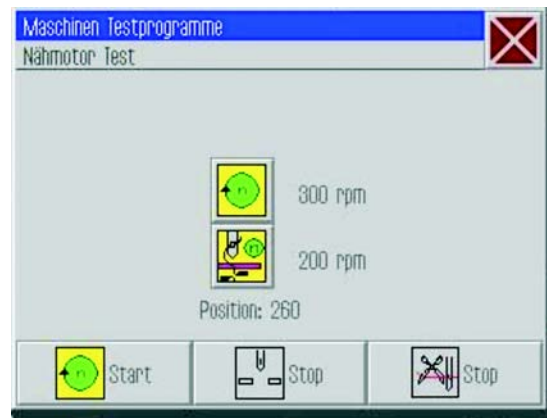 Maschinen Testprogramme
Nähmotor Test
n
300 rpm
n
200 rpm
Position: 260
n Start
Stop
Stop